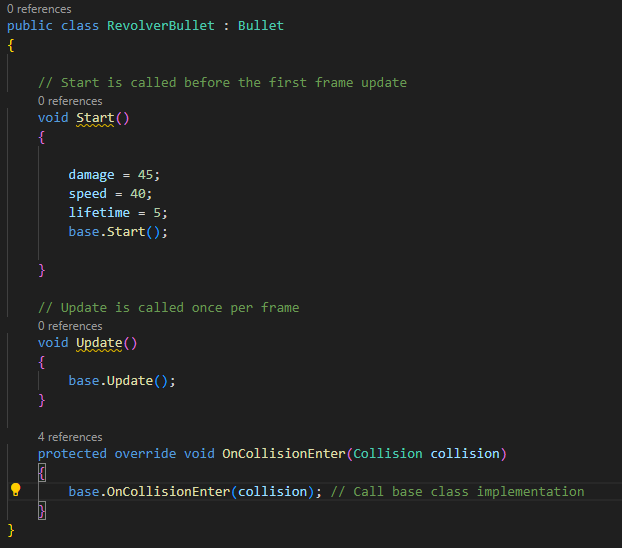 0 references
public class RevolverBullet : Bullet
{
// Start is called before the first frame update
0 references
void Start()
{
damage = 45;
speed = 40;
lifetime = 5;
base.Start();
}
// Update is called once per frame
0 references
void Update()
{
base.Update();
}
4 references
protected override void OnCollisionEnter(Collision collision)
{
base.OnCollisionEnter(collision); // Call base class implementation
}
}